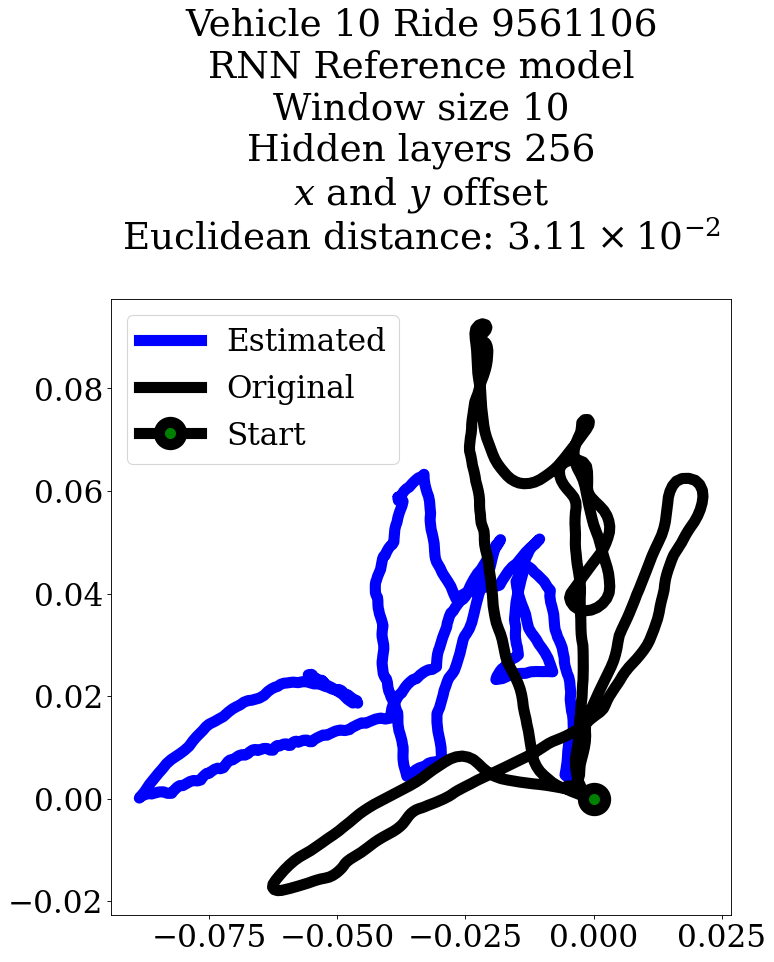 Vehicle 10 Ride 9561106
RNN Reference model
Window size 10
Hidden layers 256
x and y offset
Euclidean distance: 3.11 × 10⁻²
Estimated
Original
Start
0.08
0.06
0.04
0.02
0.00
−0.02
−0.075 −0.050 −0.025 0.000 0.025